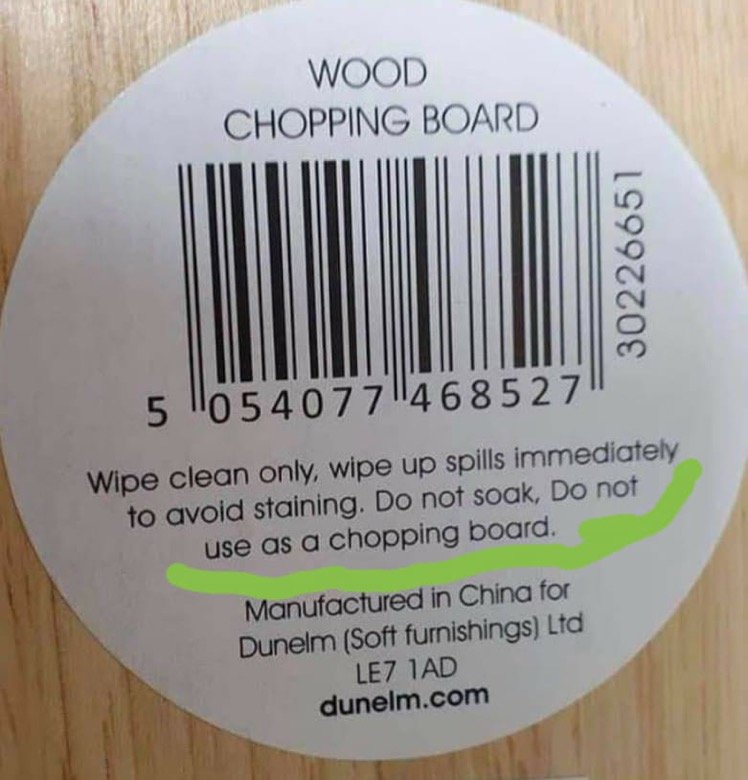 WOOD
CHOPPING BOARD
30226651
5 054077 468527
Wipe clean only, wipe up spills immediately
to avoid staining. Do not soak, Do not
use as a chopping board.
Manufactured in China for
Dunelm (Soft furnishings) Ltd
LE7 1AD
dunelm.com